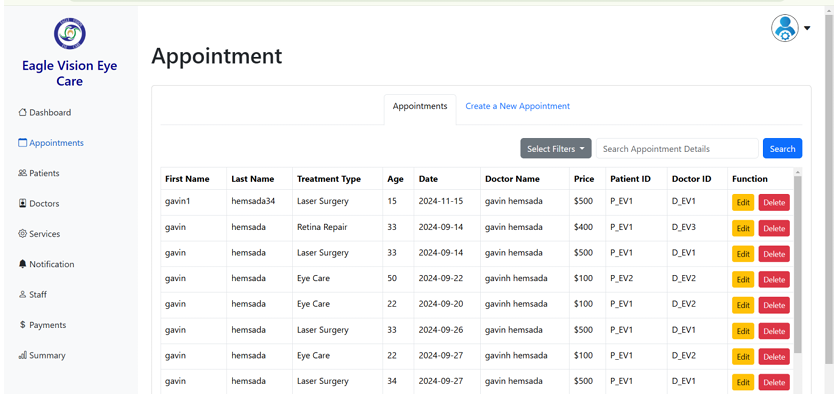 EAGLE VISION
EYE CARE
Eagle Vision Eye
Care
Dashboard
Appointments
Patients
Doctors
Services
Notification
Staff
Payments
Summary
Appointment
Appointments Create a New Appointment
Select Filters Search Appointment Details Search
First Name Last Name Treatment Type Age Date Doctor Name Price Patient ID Doctor ID Function
gavin1 hemsada34 Laser Surgery 15 2024-11-15 gavin hemsada $500 P_EV1 D_EV1 Edit Delete
gavin hemsada Retina Repair 33 2024-09-14 gavin hemsada $400 P_EV1 D_EV3 Edit Delete
gavin hemsada Laser Surgery 33 2024-09-14 gavin hemsada $500 P_EV1 D_EV1 Edit Delete
gavin hemsada Eye Care 50 2024-09-22 gavinh hemsada $100 P_EV2 D_EV2 Edit Delete
gavin hemsada Eye Care 22 2024-09-20 gavinh hemsada $100 P_EV1 D_EV2 Edit Delete
gavin hemsada Laser Surgery 33 2024-09-26 gavin hemsada $500 P_EV1 D_EV1 Edit Delete
gavin hemsada Eye Care 22 2024-09-27 gavinh hemsada $100 P_EV1 D_EV2 Edit Delete
gavin hemsada Laser Surgery 34 2024-09-27 gavin hemsada $500 P_EV1 D_EV1 Edit Delete